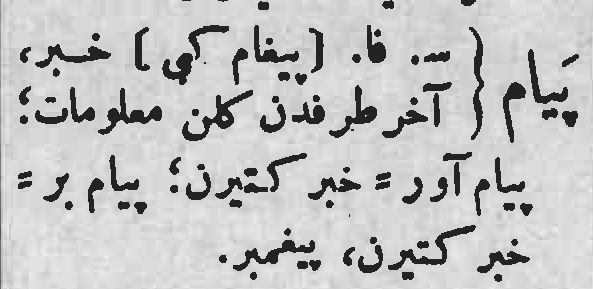 پَیام { س. فا. [پیغام کبی] خبر،
آخر طرفدن کلن معلومات؛
پیام آور = خبر کتیرن؛ پیام بر =
خبر کتیرن، پیغمبر.